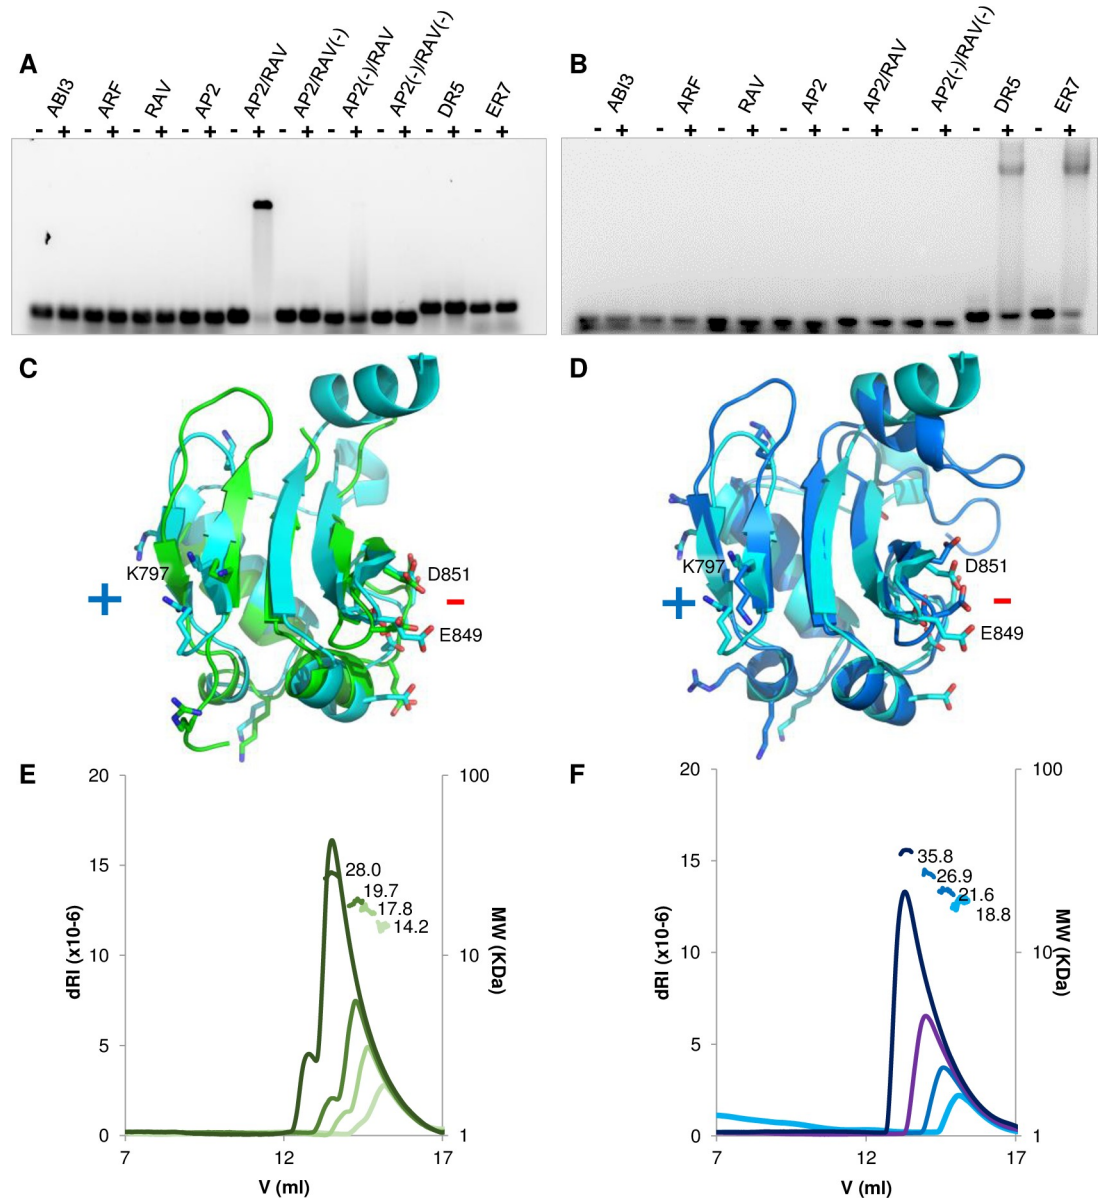 A
ABI3
ARF
RAV
AP2
AP2/RAV
AP2/RAV(-)
AP2(-)/RAV
AP2(-)/RAV(-)
DR5
ER7
- + - + - + - + - + - + - + - + - + - +
B
ABI3
ARF
RAV
AP2
AP2/RAV
AP2(-)/RAV(-)
DR5
ER7
- + - + - + - + - + - + - + - +
C
K797
D851
+
-
E849
D
K797
D851
+
-
E849
E
20
100
15
28.0
19.7
17.8
14.2
10
10
5
0
1
7
12
17
dRI (x10-6)
MW (KDa)
V (ml)
F
20
100
15
35.8
26.9
21.6
18.8
10
10
5
0
1
7
12
17
dRI (x10-6)
MW (KDa)
V (ml)